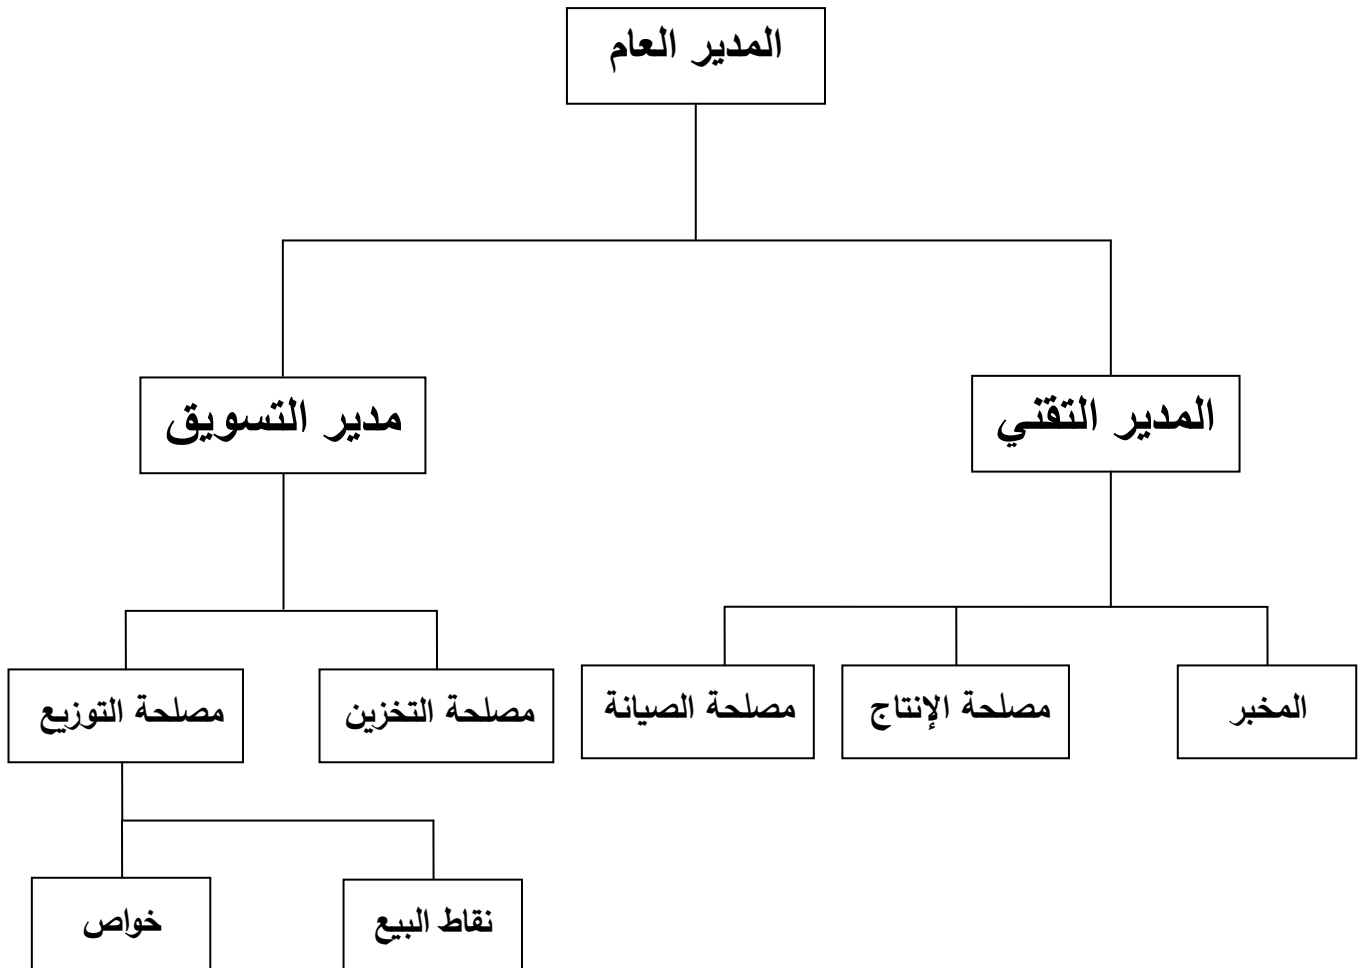 المدير العام
المدير التقني
مدير التسويق
المخبر
مصلحة الإنتاج
مصلحة الصيانة
مصلحة التخزين
مصلحة التوزيع
نقاط البيع
خواص